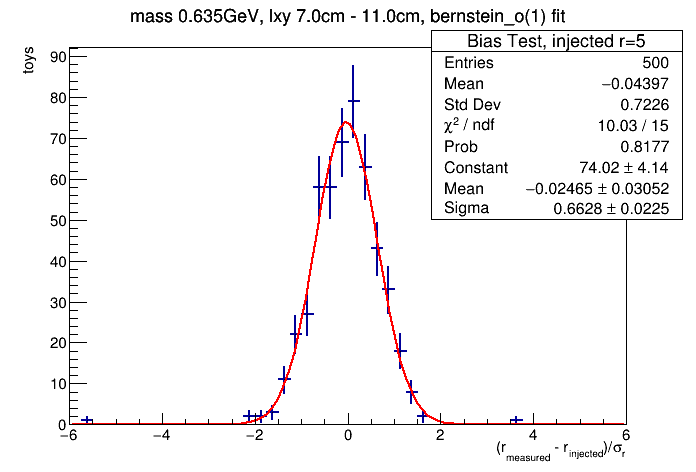 mass 0.635GeV, lxy 7.0cm - 11.0cm, bernstein_o(1) fit
Bias Test, injected r=5
Entries 500
Mean −0.04397
Std Dev 0.7226
χ² / ndf 10.03 / 15
Prob 0.8177
Constant 74.02 ± 4.14
Mean −0.02465 ± 0.03052
Sigma 0.6628 ± 0.0225
toys
90
80
70
60
50
40
30
20
10
0
−6 −4 −2 0 2 4 6
(r_measured - r_injected)/σ_r